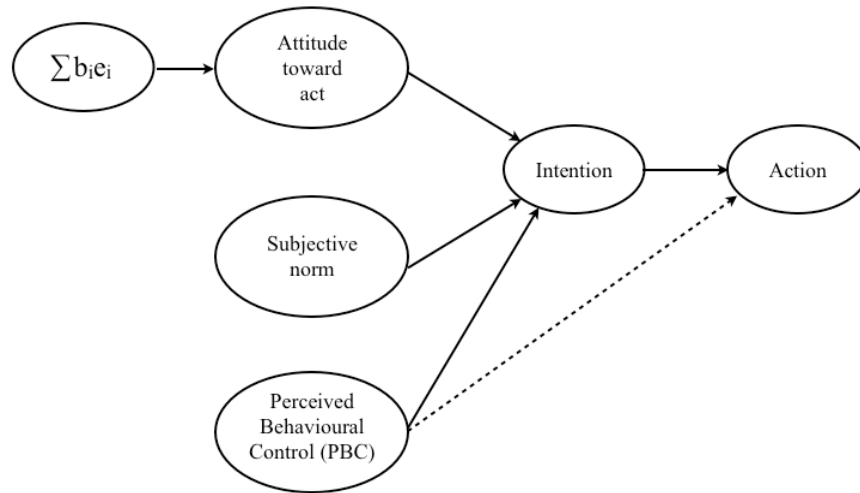 ∑bᵢeᵢ
Attitude
toward
act
Intention
Action
Subjective
norm
Perceived
Behavioural
Control (PBC)